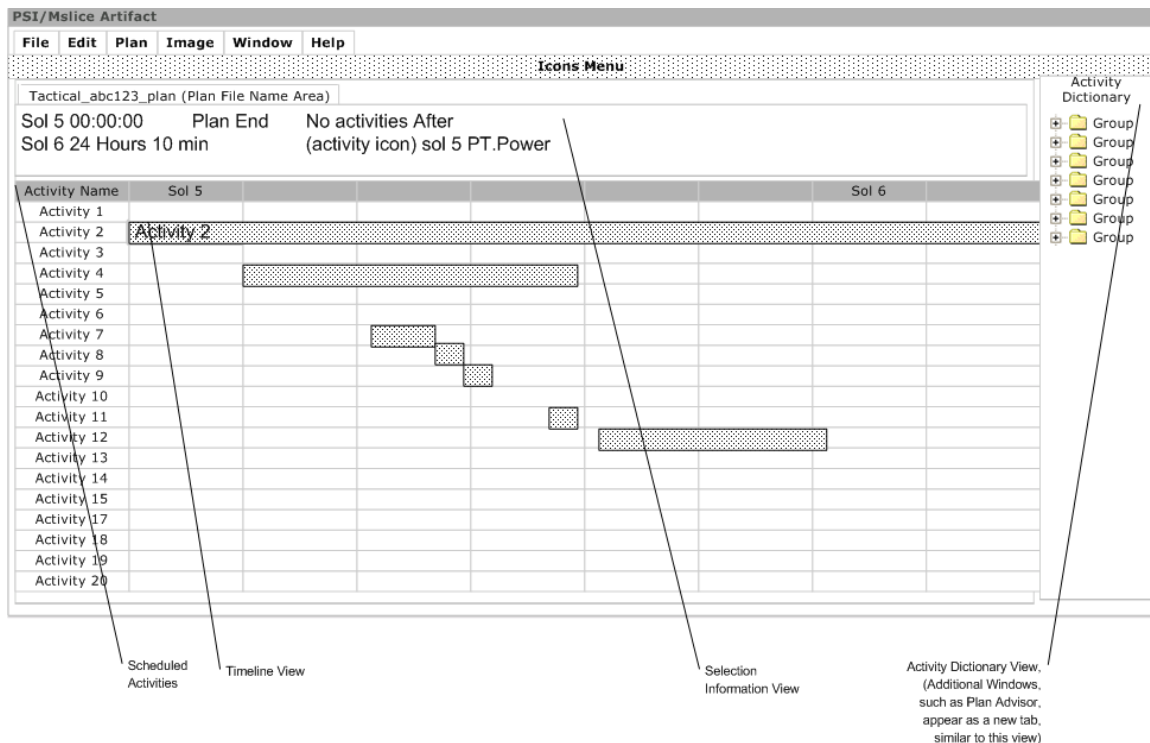 PSI/Mslice Artifact
File Edit Plan Image Window Help
Icons Menu
Tactical_abc123_plan (Plan File Name Area)
Sol 5 00:00:00 Plan End No activities After
Sol 6 24 Hours 10 min (activity icon) sol 5 PT.Power
Activity
Dictionary
Group
Group
Group
Group
Group
Group
Group
Activity Name Sol 5 Sol 6
Activity 1
Activity 2 Activity 2
Activity 3
Activity 4
Activity 5
Activity 6
Activity 7
Activity 8
Activity 9
Activity 10
Activity 11
Activity 12
Activity 13
Activity 14
Activity 15
Activity 17
Activity 18
Activity 19
Activity 20
Scheduled
Activities
Timeline View
Selection
Information View
Activity Dictionary View,
(Additional Windows,
such as Plan Advisor,
appear as a new tab,
similar to this view)